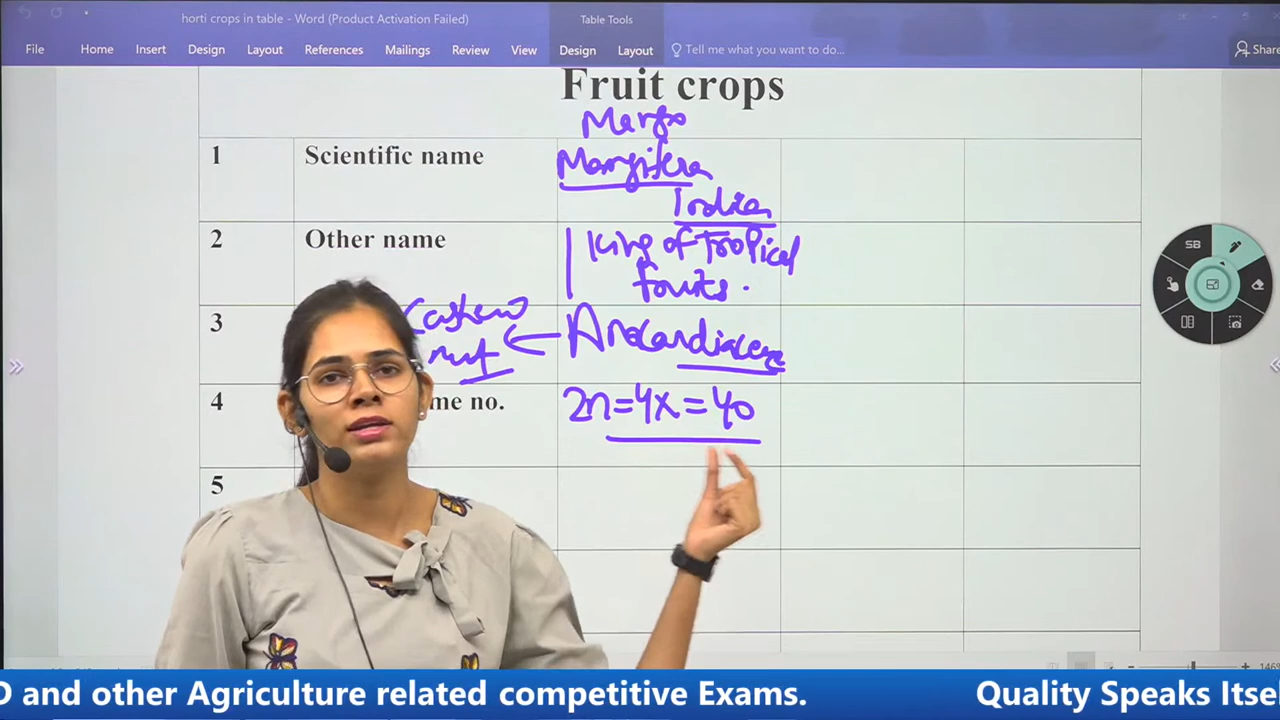 horti crops in table - Word (Product Activation Failed)
Table Tools
File Home Insert Design Layout References Mailings Review View Design Layout Tell me what you want to do... Share
Fruit crops
Mango
1 Scientific name Mangifera
Indica
2 Other name King of Tropical
fruits.
3 Cashew Anacardiaceae
nut
4 me no. 2n=4x=40
5
SB
146%
D and other Agriculture related competitive Exams. Quality Speaks Itsel